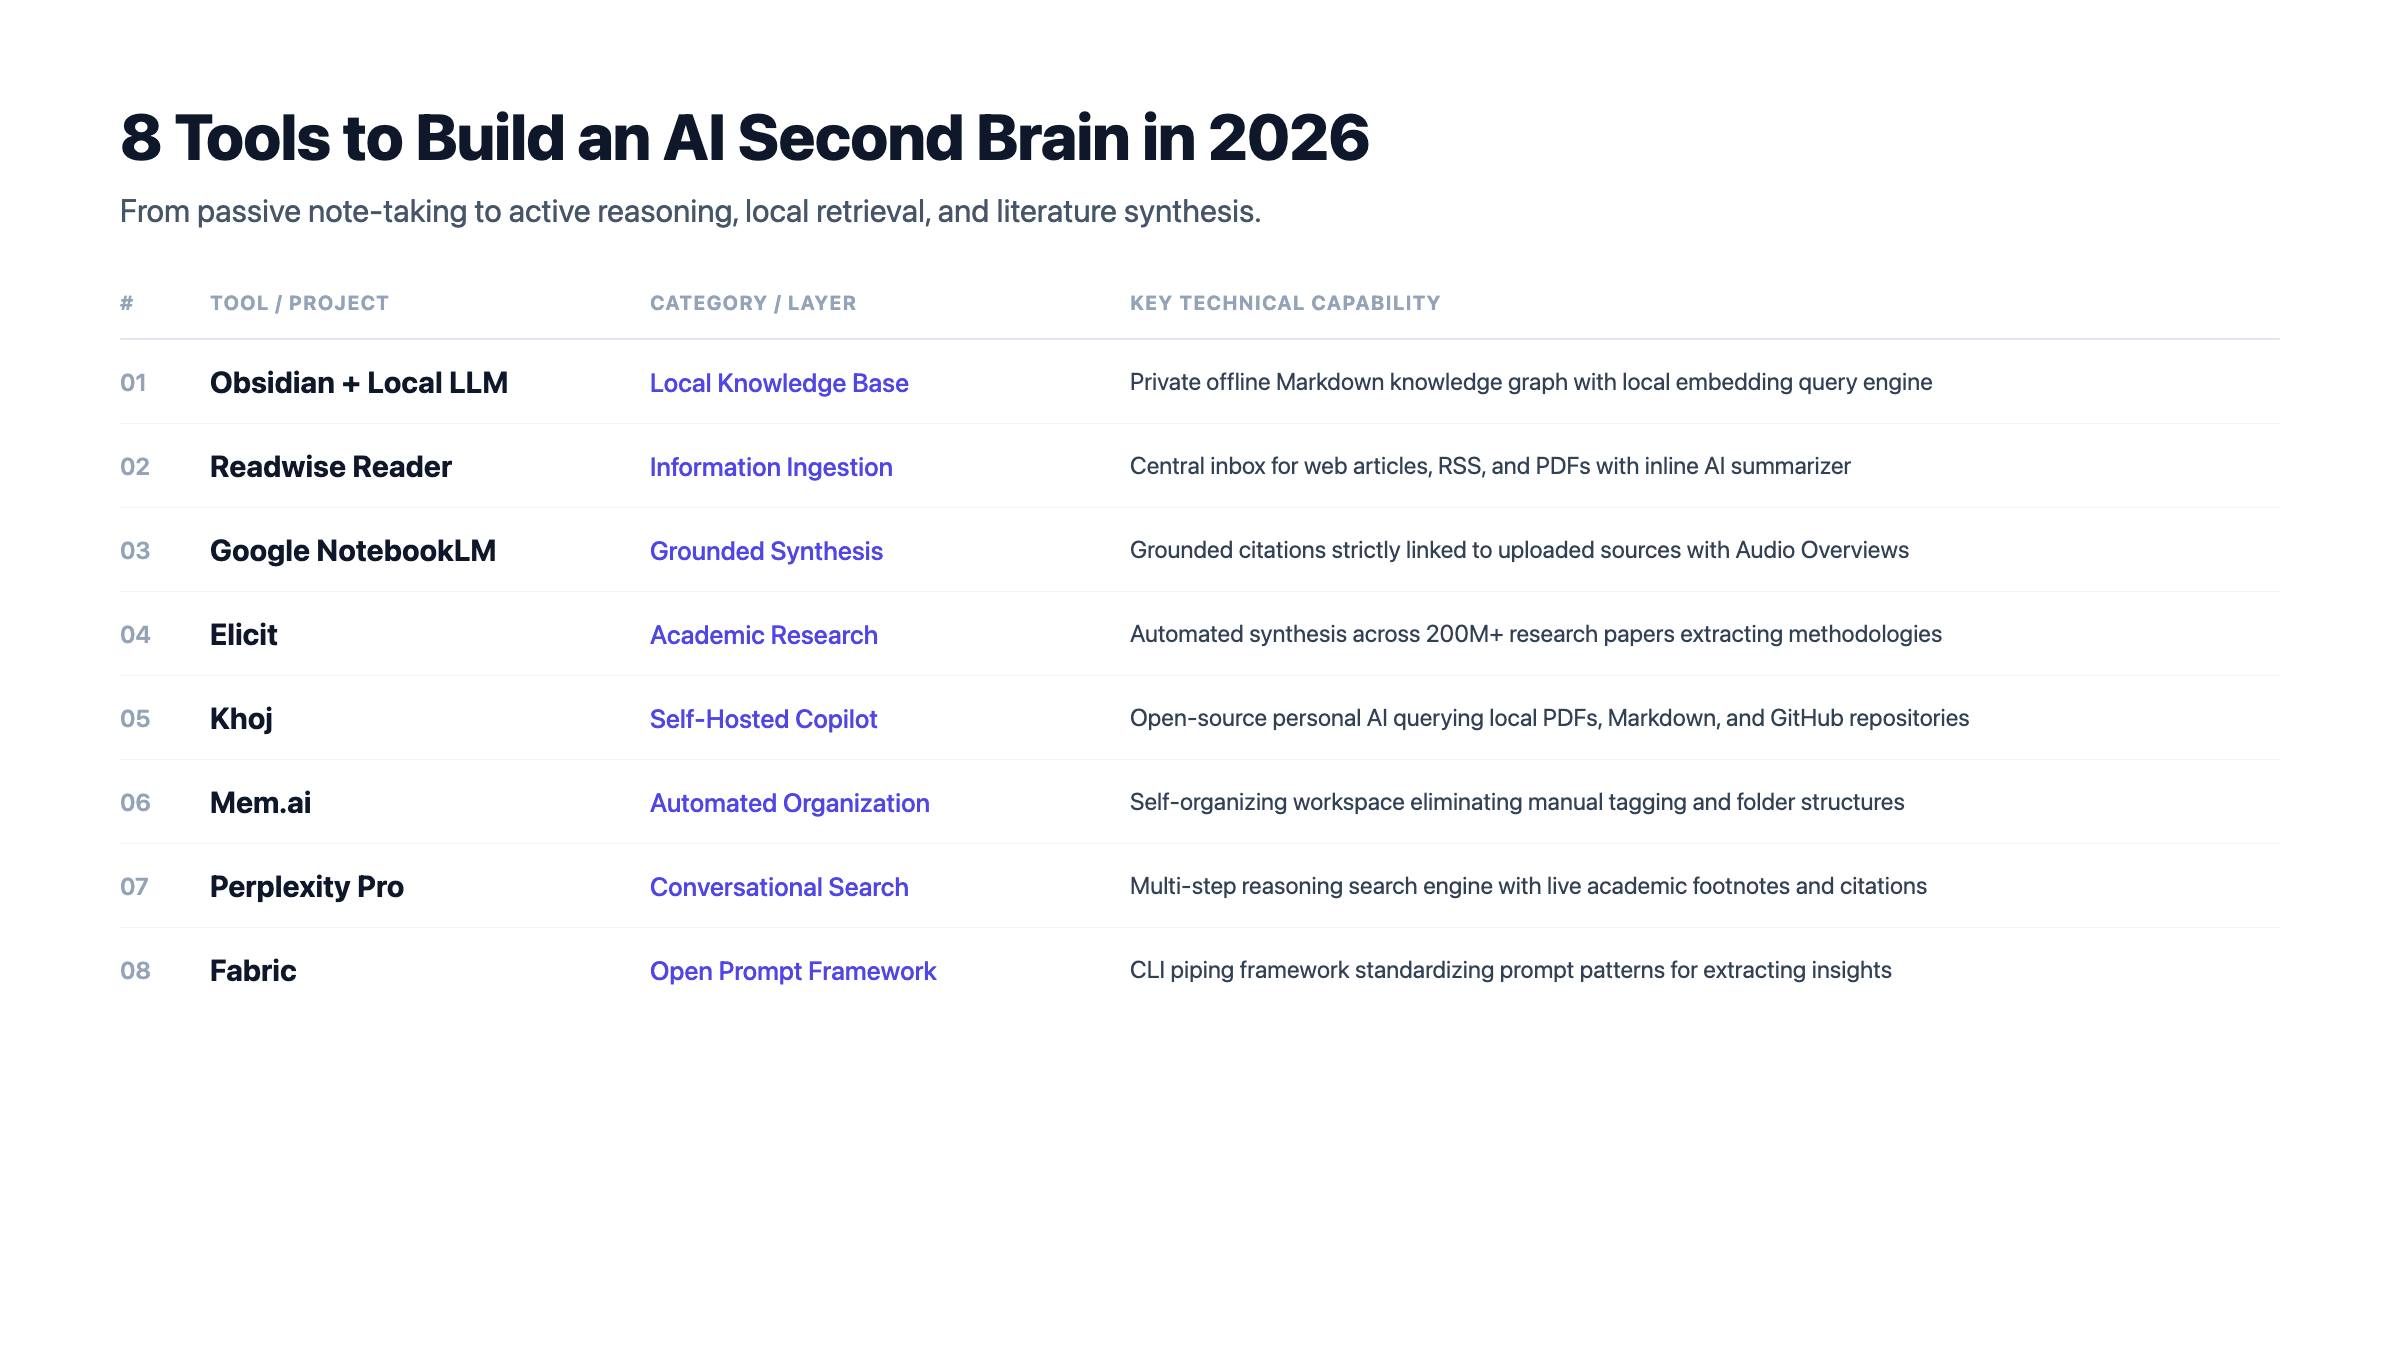 8 Tools to Build an AI Second Brain in 2026
From passive note-taking to active reasoning, local retrieval, and literature synthesis.
# TOOL / PROJECT CATEGORY / LAYER KEY TECHNICAL CAPABILITY
01 Obsidian + Local LLM Local Knowledge Base Private offline Markdown knowledge graph with local embedding query engine
02 Readwise Reader Information Ingestion Central inbox for web articles, RSS, and PDFs with inline AI summarizer
03 Google NotebookLM Grounded Synthesis Grounded citations strictly linked to uploaded sources with Audio Overviews
04 Elicit Academic Research Automated synthesis across 200M+ research papers extracting methodologies
05 Khoj Self-Hosted Copilot Open-source personal AI querying local PDFs, Markdown, and GitHub repositories
06 Mem.ai Automated Organization Self-organizing workspace eliminating manual tagging and folder structures
07 Perplexity Pro Conversational Search Multi-step reasoning search engine with live academic footnotes and citations
08 Fabric Open Prompt Framework CLI piping framework standardizing prompt patterns for extracting insights